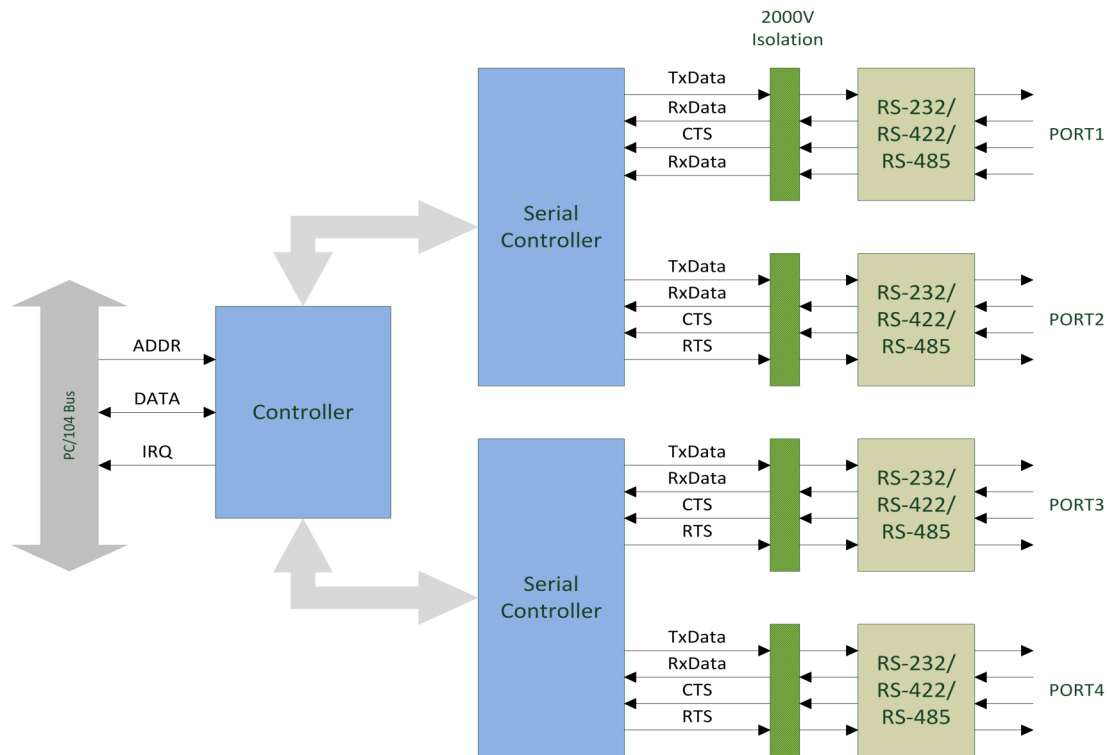 2000V
Isolation
TxData
RxData
CTS
RxData
RS-232/
RS-422/
RS-485
PORT1
Serial
Controller
TxData
RxData
CTS
RTS
RS-232/
RS-422/
RS-485
PORT2
PC/104 Bus
ADDR
DATA
IRQ
Controller
TxData
RxData
CTS
RTS
RS-232/
RS-422/
RS-485
PORT3
Serial
Controller
TxData
RxData
CTS
RTS
RS-232/
RS-422/
RS-485
PORT4